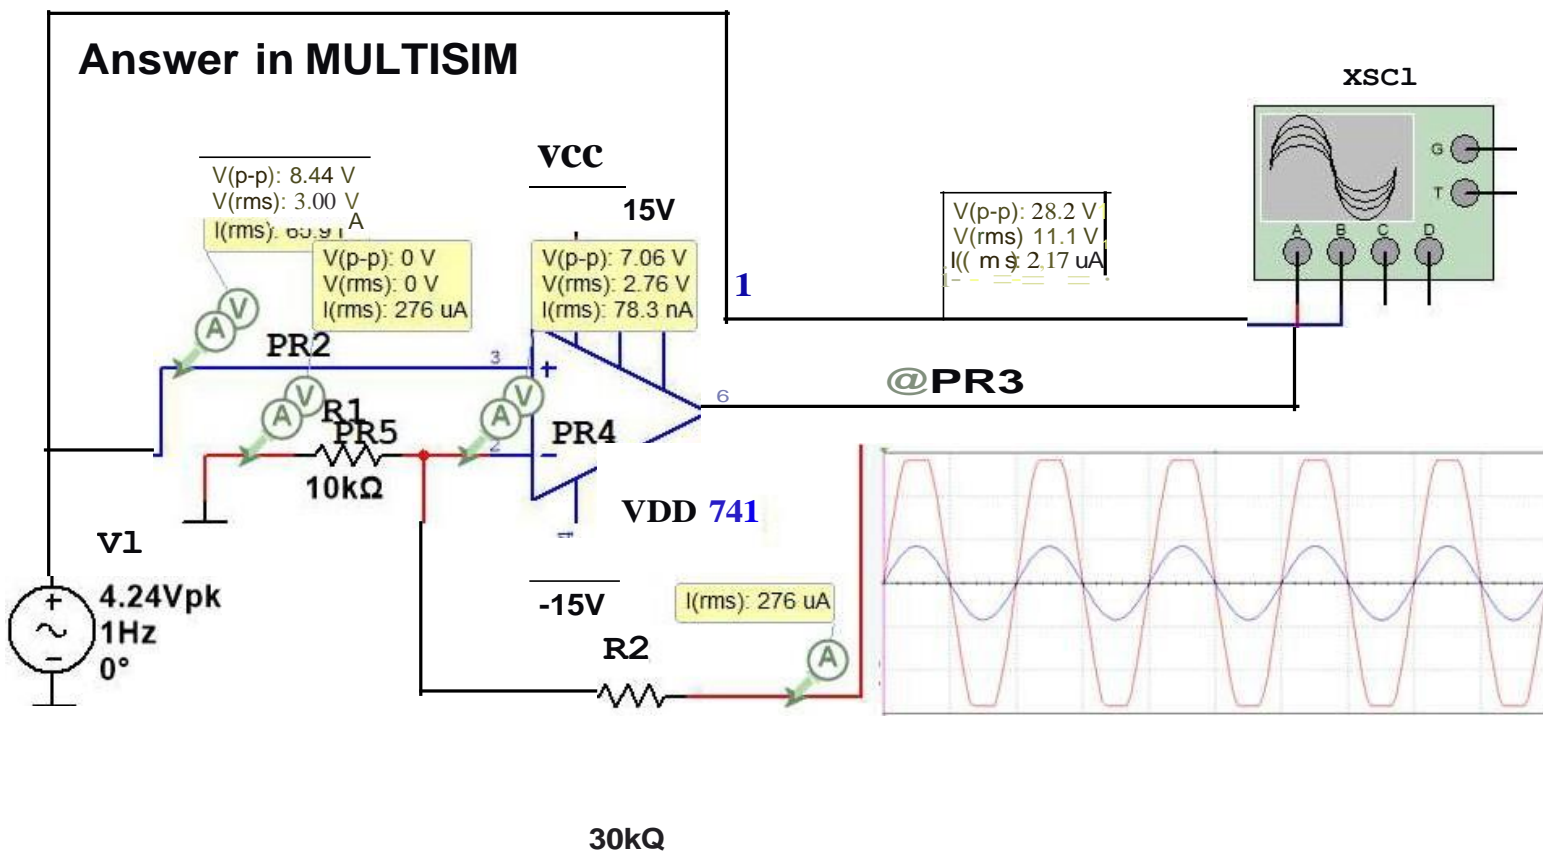 Answer in MULTISIM
XSC1
vcc
15V
V(p-p): 8.44 V
V(rms): 3.00 V
A
I(rms):
V(p-p): 0 V
V(rms): 0 V
I(rms): 276 uA
V(p-p): 7.06 V
V(rms): 2.76 V
I(rms): 78.3 nA
V(p-p): 28.2 V
V(rms) 11.1 V
I(( m s: 2.17 uA
G
T
A B C D
1
V
A
PR2
3
+
V
A
R1
PR5
10kΩ
V
A
2
PR4
-
6
@PR3
VDD 741
-15V
V1
+
-
4.24Vpk
1Hz
0°
I(rms): 276 uA
A
R2
30kQ